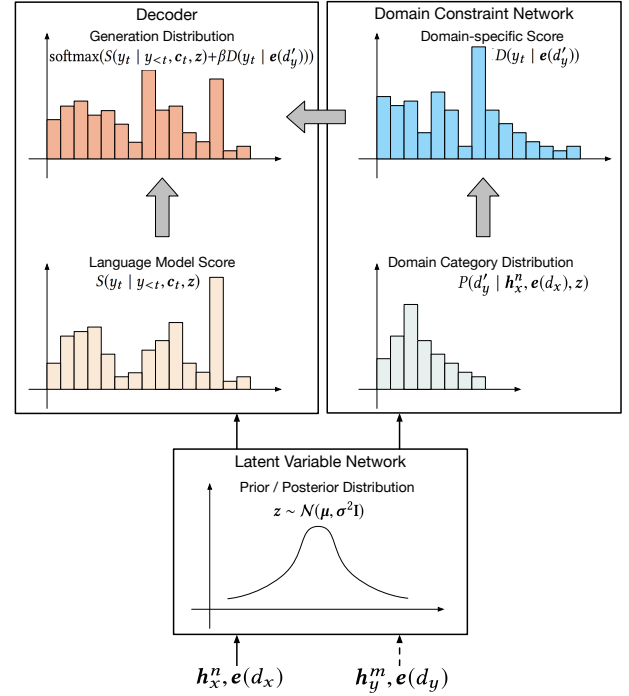 Decoder
Generation Distribution
softmax(S(y_t | y_{<t}, c_t, z)+βD(y_t | e(d′_y)))
Language Model Score
S(y_t | y_{<t}, c_t, z)
Domain Constraint Network
Domain-specific Score
D(y_t | e(d′_y))
Domain Category Distribution
P(d′_y | h^n_x, e(d_x), z)
Latent Variable Network
Prior / Posterior Distribution
z ~ N(μ, σ²I)
h^n_x, e(d_x)
h^m_y, e(d_y)